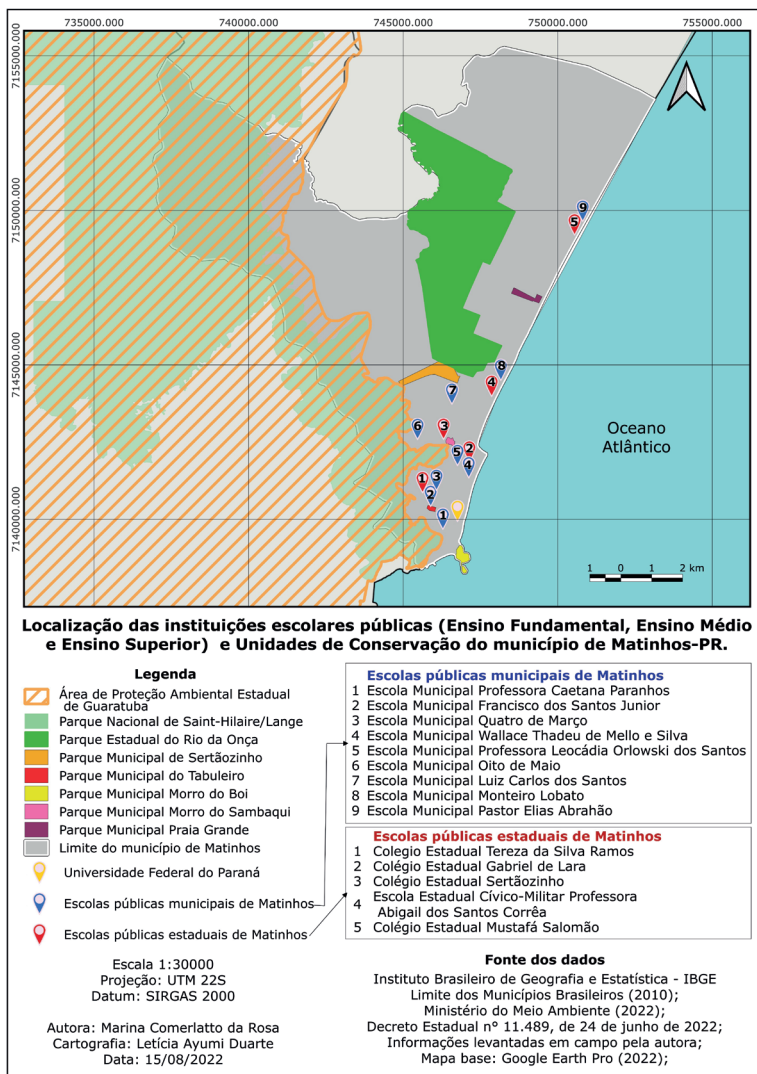 735000.000 740000.000 745000.000 750000.000 755000.000
7155000.000
7150000.000
7145000.000
7140000.000
9
5
8
4
7
6
3
2
5
4
1
3
2
1
Oceano
Atlântico
1 0 1 2 km
Localização das instituições escolares públicas (Ensino Fundamental, Ensino Médio
e Ensino Superior) e Unidades de Conservação do município de Matinhos-PR.
Legenda
Área de Proteção Ambiental Estadual
de Guaratuba
Parque Nacional de Saint-Hilaire/Lange
Parque Estadual do Rio da Onça
Parque Municipal de Sertãozinho
Parque Municipal do Tabuleiro
Parque Municipal Morro do Boi
Parque Municipal Morro do Sambaqui
Parque Municipal Praia Grande
Limite do município de Matinhos
Universidade Federal do Paraná
Escolas públicas municipais de Matinhos
Escolas públicas estaduais de Matinhos
Escolas públicas municipais de Matinhos
1 Escola Municipal Professora Caetana Paranhos
2 Escola Municipal Francisco dos Santos Junior
3 Escola Municipal Quatro de Março
4 Escola Municipal Wallace Thadeu de Mello e Silva
5 Escola Municipal Professora Leocádia Orlowski dos Santos
6 Escola Municipal Oito de Maio
7 Escola Municipal Luiz Carlos dos Santos
8 Escola Municipal Monteiro Lobato
9 Escola Municipal Pastor Elias Abrahão
Escolas públicas estaduais de Matinhos
1 Colegio Estadual Tereza da Silva Ramos
2 Colégio Estadual Gabriel de Lara
3 Colégio Estadual Sertãozinho
4 Escola Estadual Cívico-Militar Professora
Abigail dos Santos Corrêa
5 Colégio Estadual Mustafá Salomão
Escala 1:30000
Projeção: UTM 22S
Datum: SIRGAS 2000
Autora: Marina Comerlatto da Rosa
Cartografia: Letícia Ayumi Duarte
Data: 15/08/2022
Fonte dos dados
Instituto Brasileiro de Geografia e Estatística - IBGE
Limite dos Municípios Brasileiros (2010);
Ministério do Meio Ambiente (2022);
Decreto Estadual n° 11.489, de 24 de junho de 2022;
Informações levantadas em campo pela autora;
Mapa base: Google Earth Pro (2022);